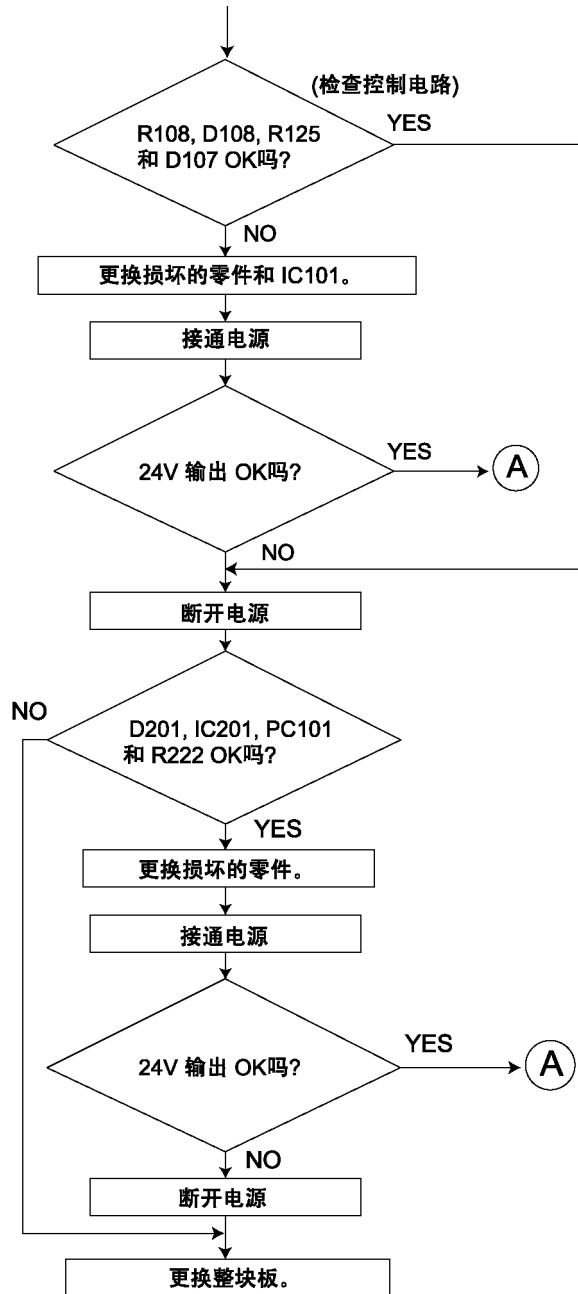 (检查控制电路)
YES
R108, D108, R125
和 D107 OK吗?
NO
更换损坏的零件和 IC101。
接通电源
24V 输出 OK吗?
YES
A
NO
断开电源
NO
D201, IC201, PC101
和 R222 OK吗?
YES
更换损坏的零件。
接通电源
24V 输出 OK吗?
YES
A
NO
断开电源
更换整块板。